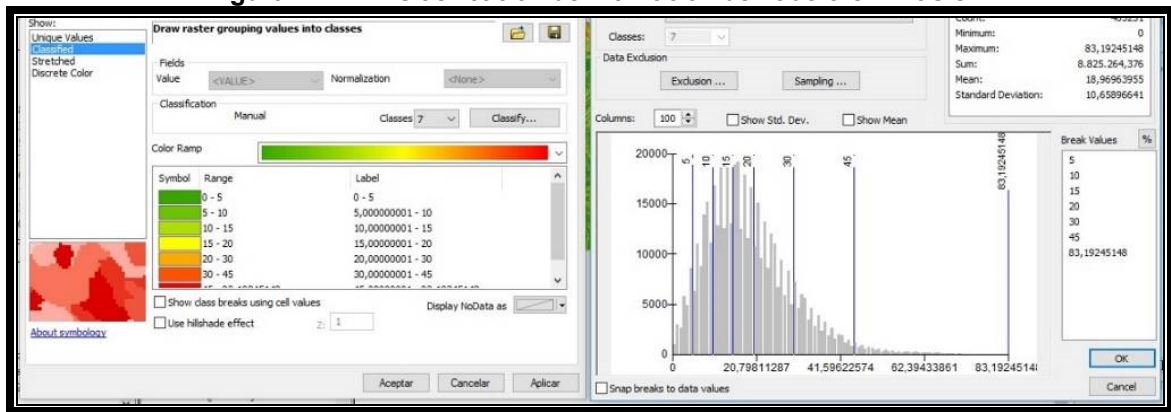 Show:
Unique Values
Classified
Stretched
Discrete Color
About symbology
Draw raster grouping values into classes
Fields
Value <VALUE> Normalization <None>
Classification
Manual Classes 7 Classify...
Color Ramp
Symbol Range Label
0 - 5 0 - 5
5 - 10 5,000000001 - 10
10 - 15 10,00000001 - 15
15 - 20 15,00000001 - 20
20 - 30 20,00000001 - 30
30 - 45 30,00000001 - 45
Show class breaks using cell values
Display NoData as
Use hillshade effect Z: 1
Aceptar Cancelar Aplicar
Classes: 7
Data Exclusion
Exclusion ... Sampling ...
Minimum: 0
Maximum: 83,19245148
Sum: 8.825.264,376
Mean: 18,96963955
Standard Deviation: 10,65896641
Columns: 100 Show Std. Dev. Show Mean
Break Values %
5
10
15
20
30
45
83,19245148
5 10 15 20 30 45 83,19245148
20000
15000
10000
5000
0
0 20,79811287 41,59622574 62,39433861 83,1924514
Snap breaks to data values
OK
Cancel